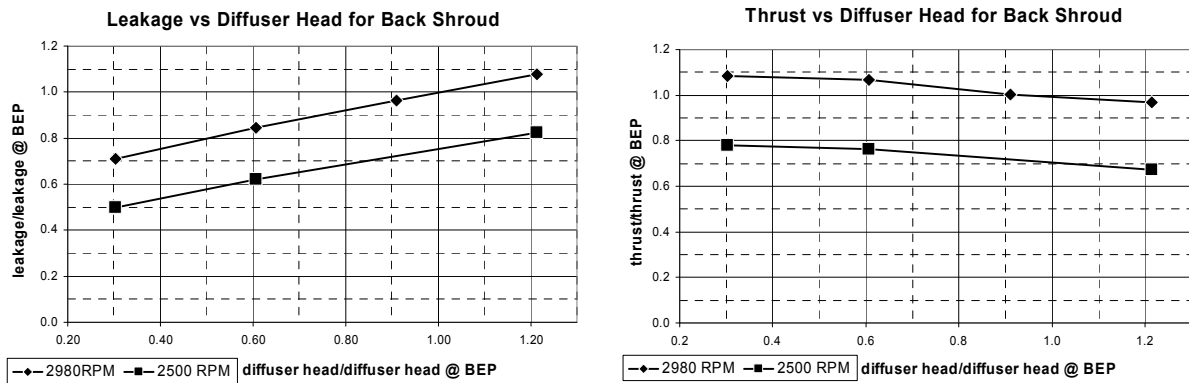 Leakage vs Diffuser Head for Back Shroud
leakage/leakage @ BEP
1.2
1.0
0.8
0.6
0.4
0.2
0.0
0.20 0.40 0.60 0.80 1.00 1.20
2980RPM 2500 RPM diffuser head/diffuser head @ BEP
Thrust vs Diffuser Head for Back Shroud
thrust/thrust @ BEP
1.2
1.0
0.8
0.6
0.4
0.2
0.0
0.2 0.4 0.6 0.8 1.0 1.2
2980 RPM 2500 RPM diffuser head/diffuser head @ BEP